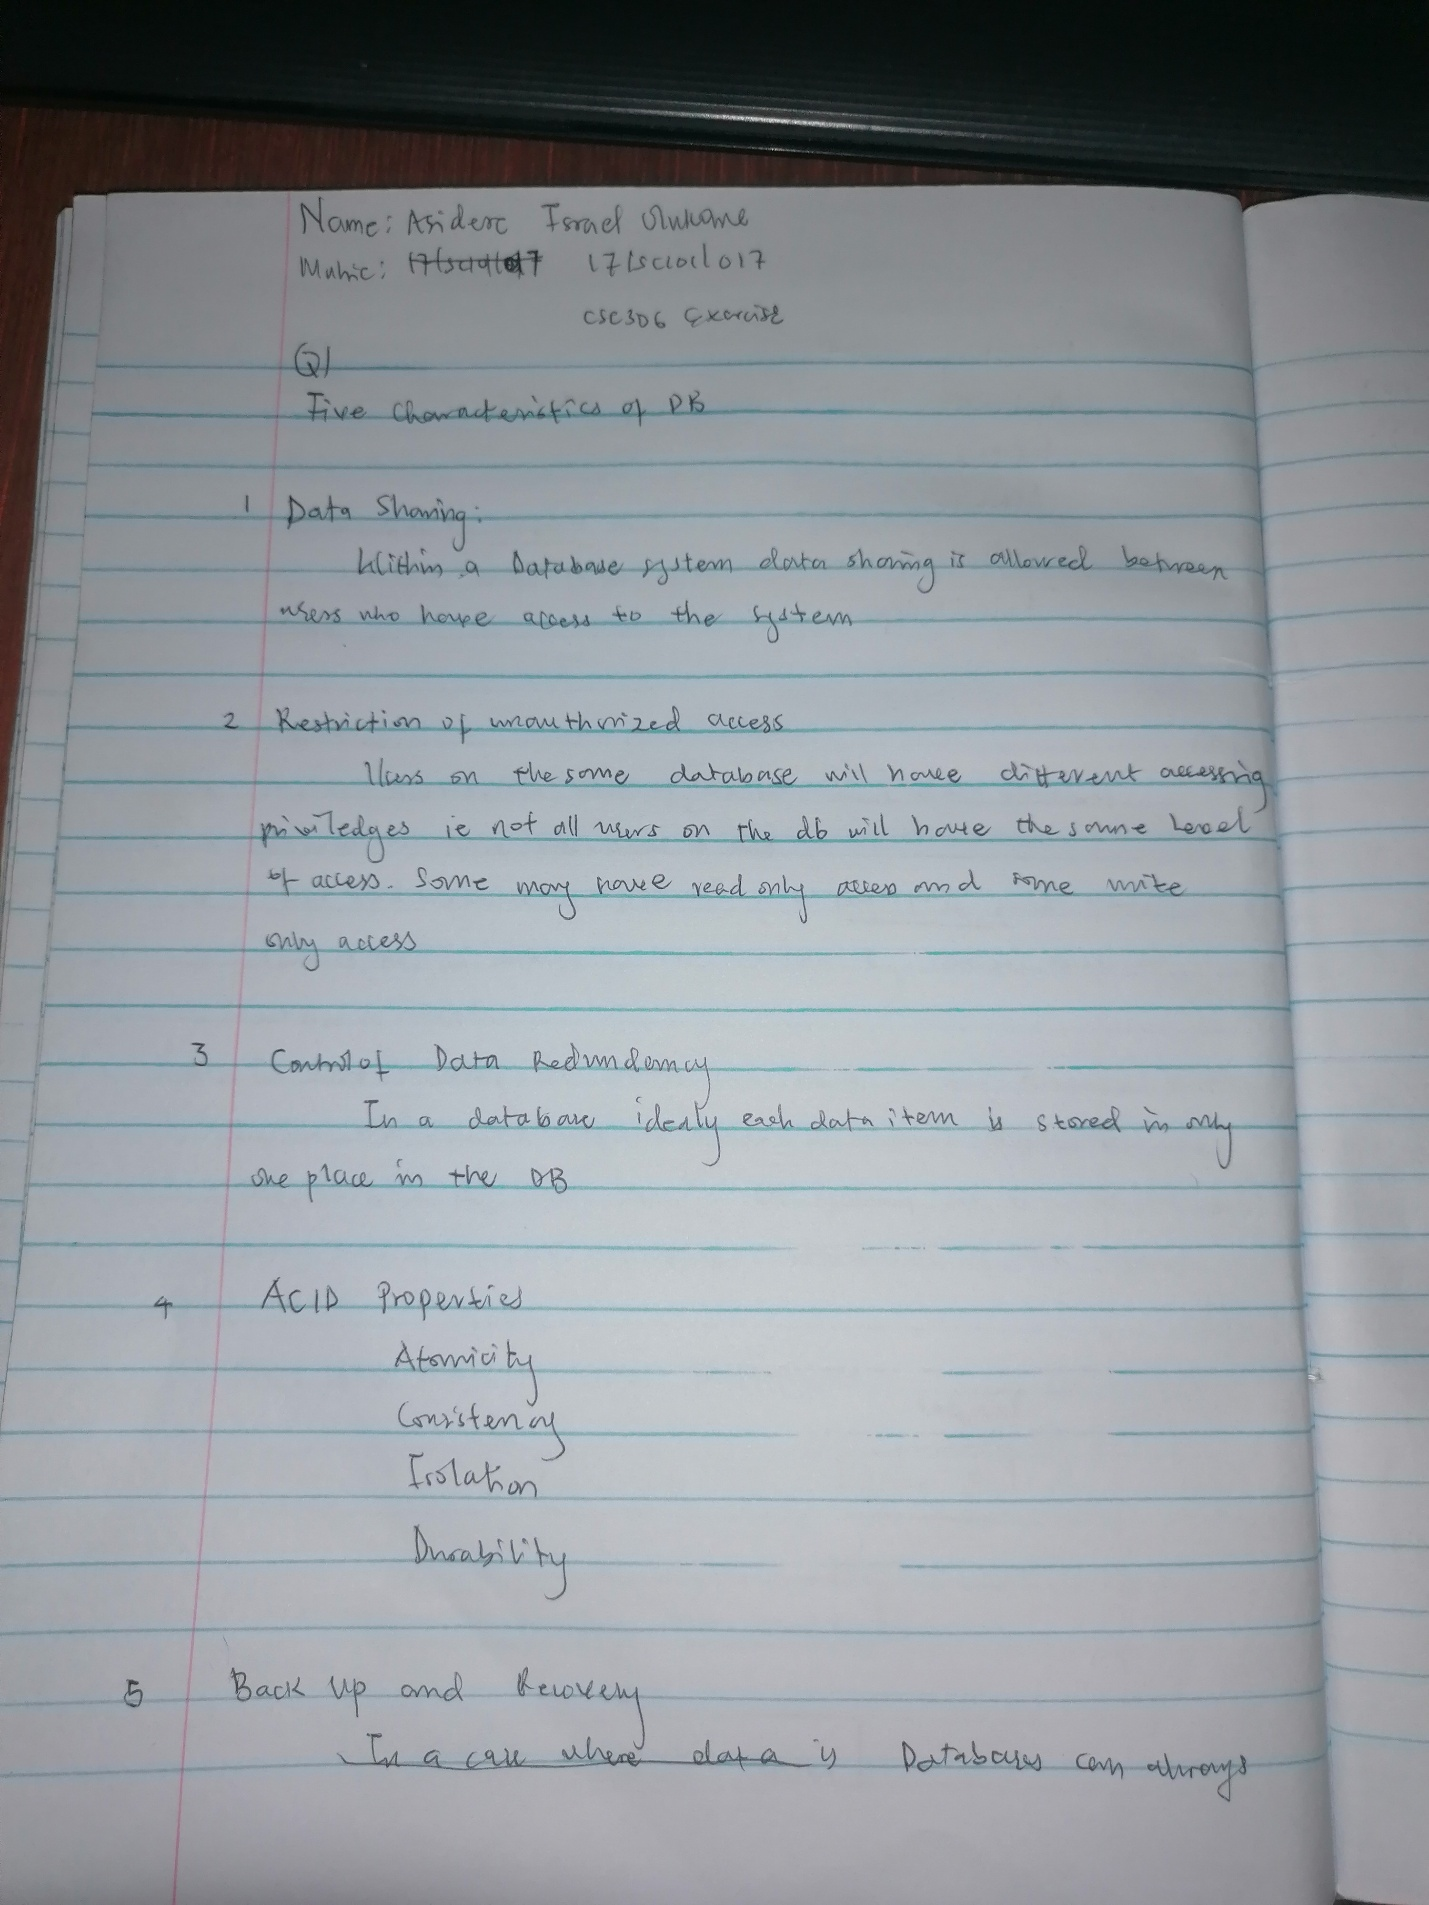 Name: Asidere Israel
Matric: 17/sci01/017
CSC306 Exercise
Q1
Five Characteristics of DB
1 Data Sharing:
Within a Database system data sharing is allowed between
users who have access to the system
2 Restriction of unauthorized access
Users on the same database will have different accessing
priviledges ie not all users on the db will have the same level
of access. Some may have read only access and some write
only access
3 Control of Data Redundancy
In a database idealy each data item is stored in only
one place in the DB
4 ACID Properties
Atomicity
Consistency
Isolation
Durability
5 Back Up and Recovery
In a case where data is Databases can always